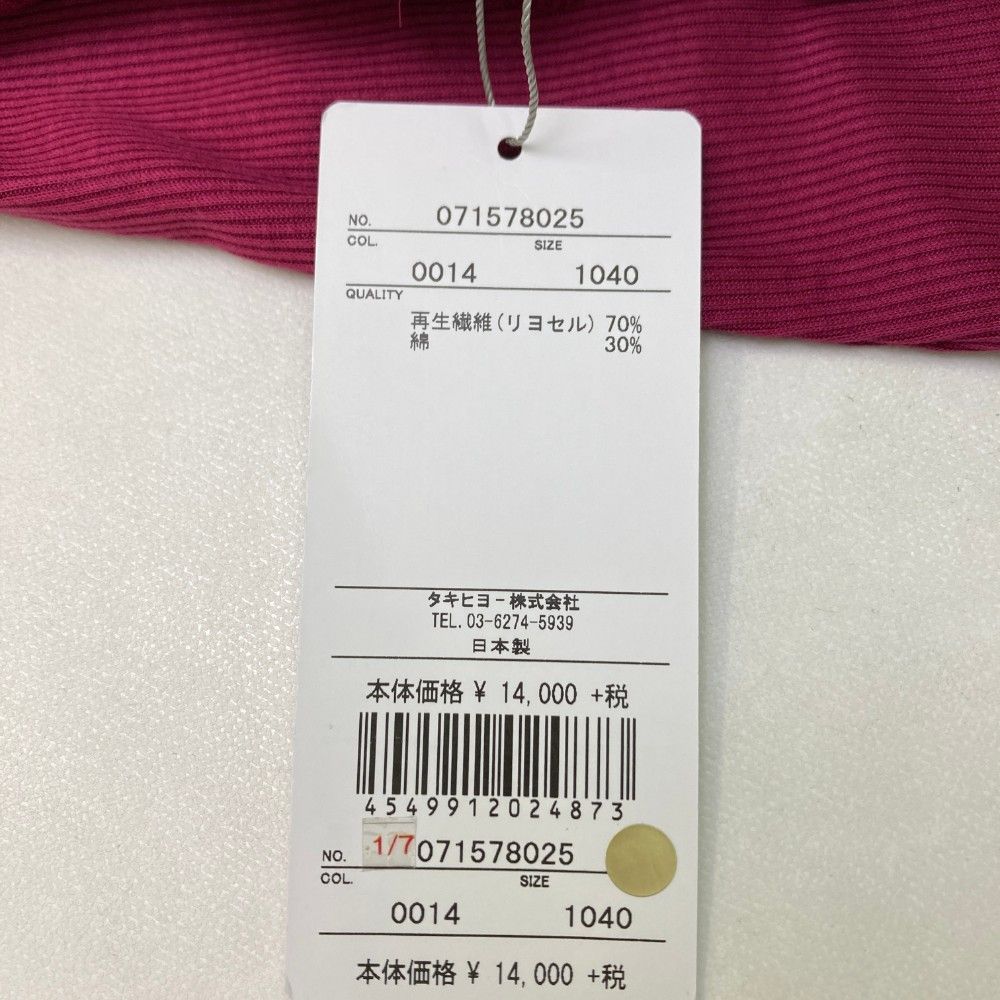 NO. 071578025
COL. SIZE
0014 1040
QUALITY
再生繊維(リヨセル) 70%
綿 30%
タキヒヨー株式会社
TEL.03-6274-5939
日本製
本体価格 ¥ 14,000 +税
4549912024873
1/7
NO. 071578025
COL. SIZE
0014 1040
本体価格 ¥ 14,000 +税